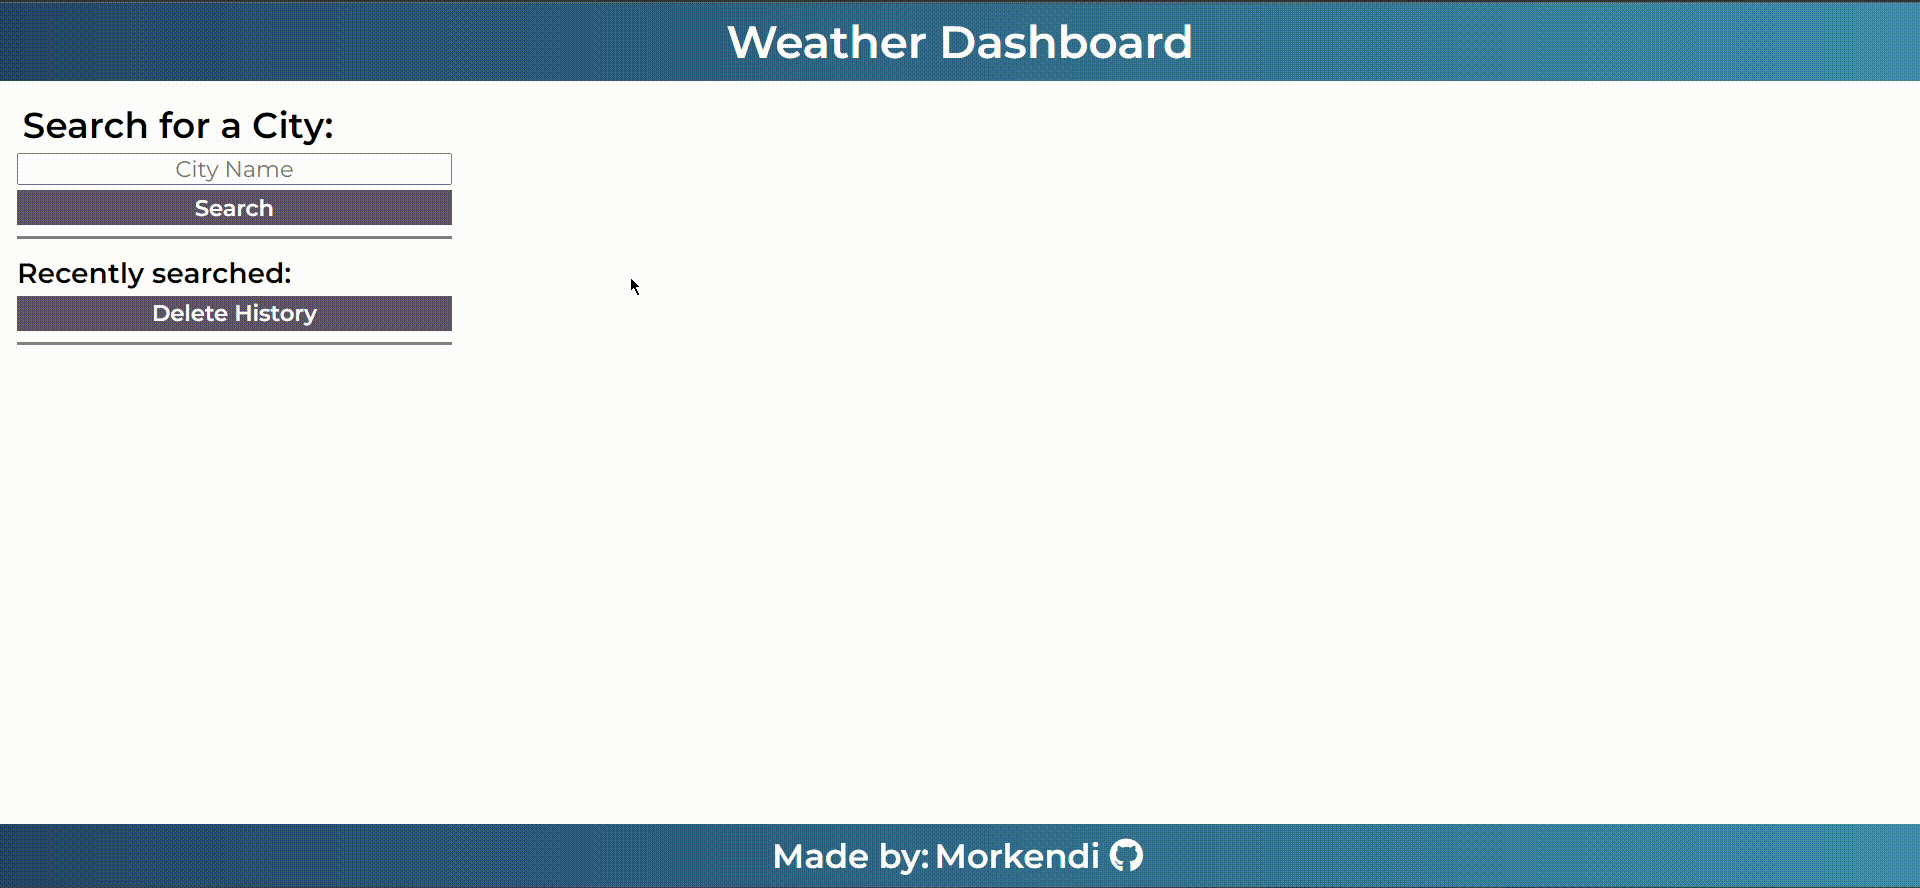 Weather Dashboard
Search for a City:
City Name
Search
Recently searched:
Delete History
Made by: Morkendi